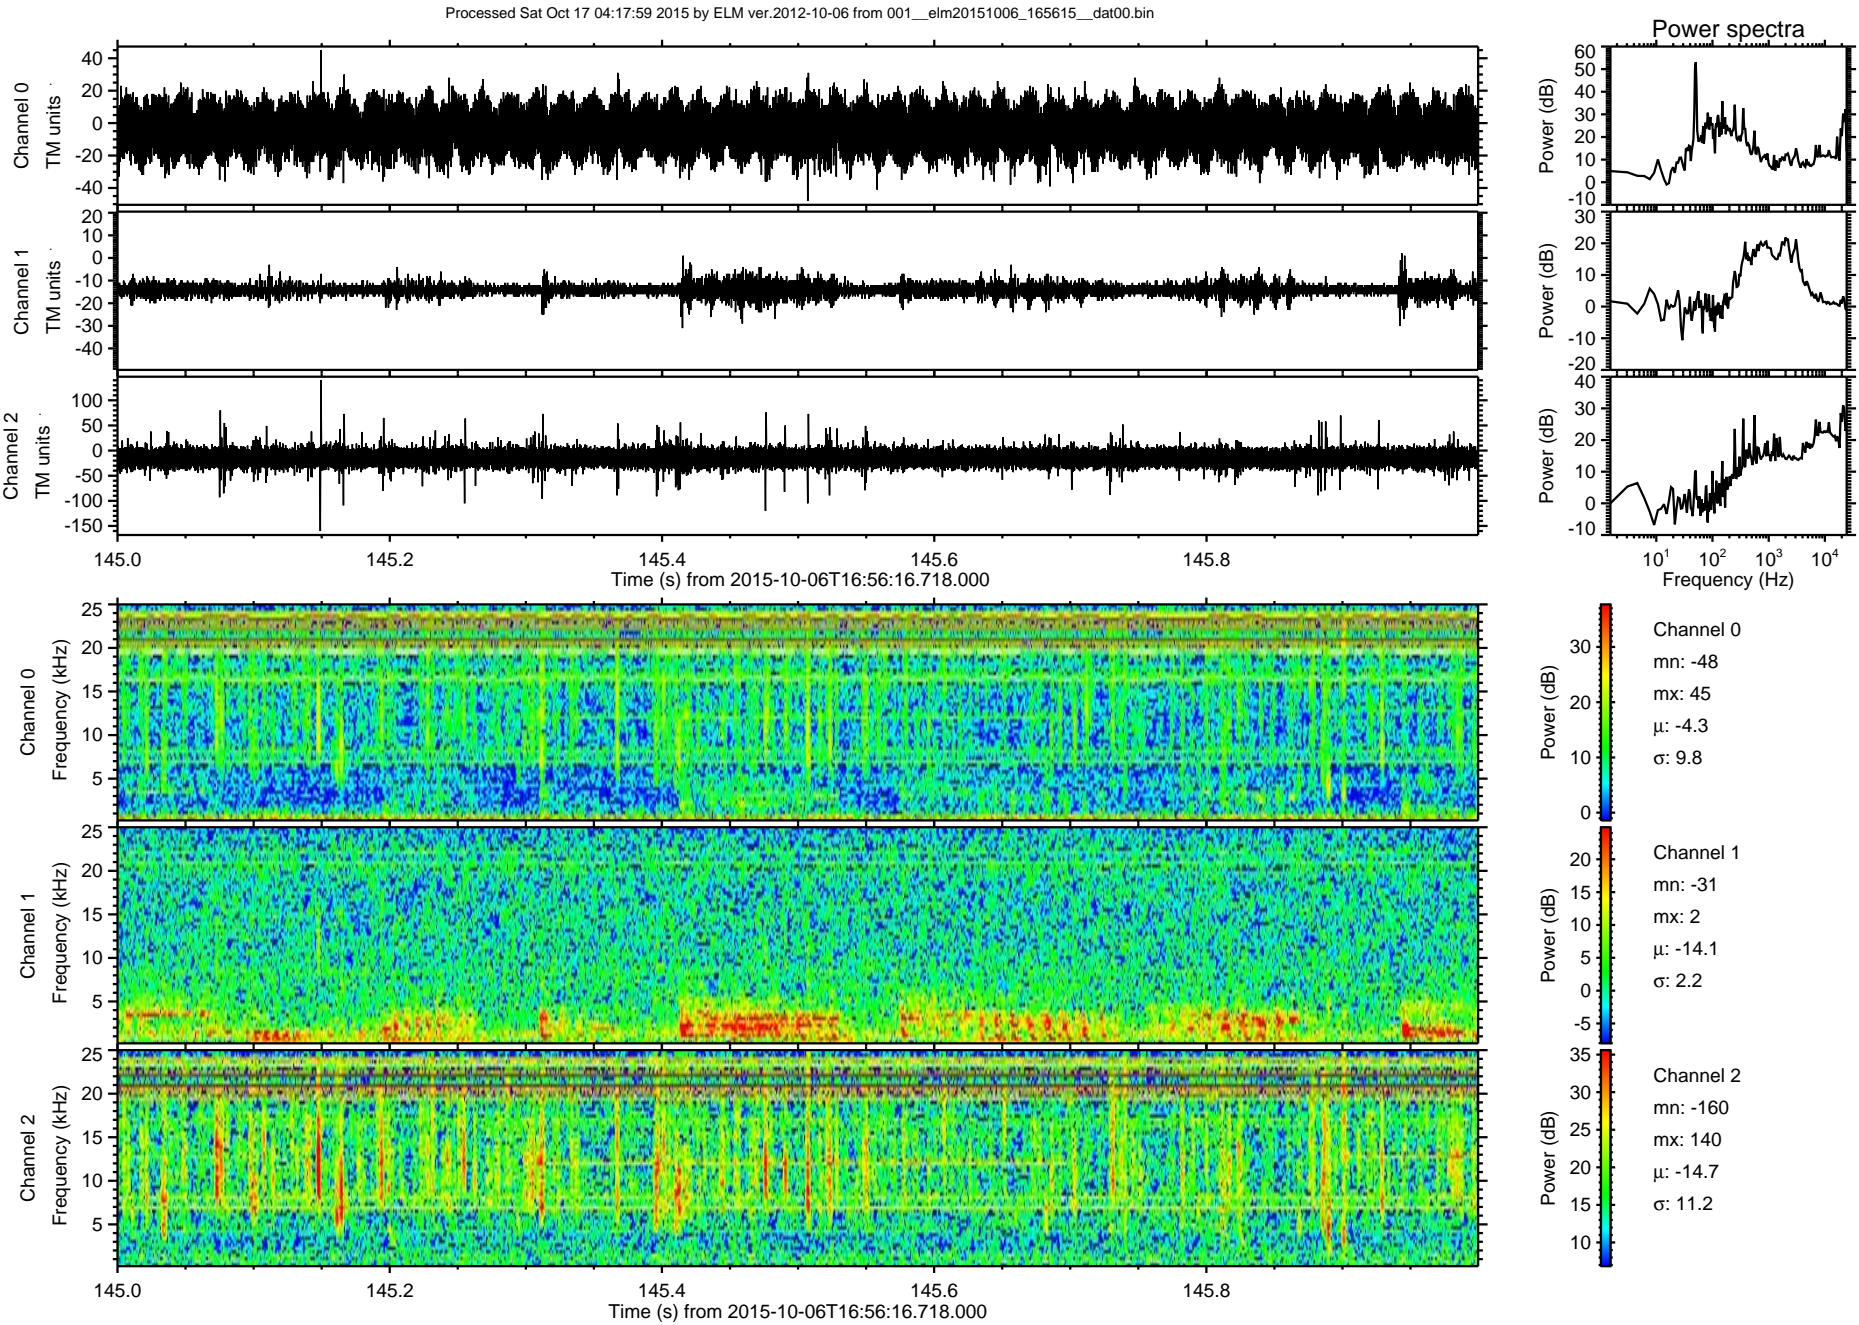 Processed Sat Oct 17 04:17:59 2015 by ELM ver.2012-10-06 from 001__elm20151006_165615__dat00.bin
Power spectra
Channel 0
TM units
40
20
0
-20
-40
Power (dB)
60
50
40
30
20
10
0
-10
Channel 1
TM units
20
10
0
-10
-20
-30
-40
Power (dB)
30
20
10
0
-10
-20
Channel 2
TM units
100
50
0
-50
-100
-150
Power (dB)
40
30
20
10
0
-10
145.0 145.2 145.4 145.6 145.8
Time (s) from 2015-10-06T16:56:16.718.000
10^1 10^2 10^3 10^4
Frequency (Hz)
Channel 0
Frequency (kHz)
25
20
15
10
5
Power (dB)
30
20
10
0
Channel 0
mn: -48
mx: 45
μ: -4.3
σ: 9.8
Channel 1
Frequency (kHz)
25
20
15
10
5
Power (dB)
20
15
10
5
0
-5
Channel 1
mn: -31
mx: 2
μ: -14.1
σ: 2.2
Channel 2
Frequency (kHz)
25
20
15
10
5
Power (dB)
35
30
25
20
15
10
Channel 2
mn: -160
mx: 140
μ: -14.7
σ: 11.2
145.0 145.2 145.4 145.6 145.8
Time (s) from 2015-10-06T16:56:16.718.000